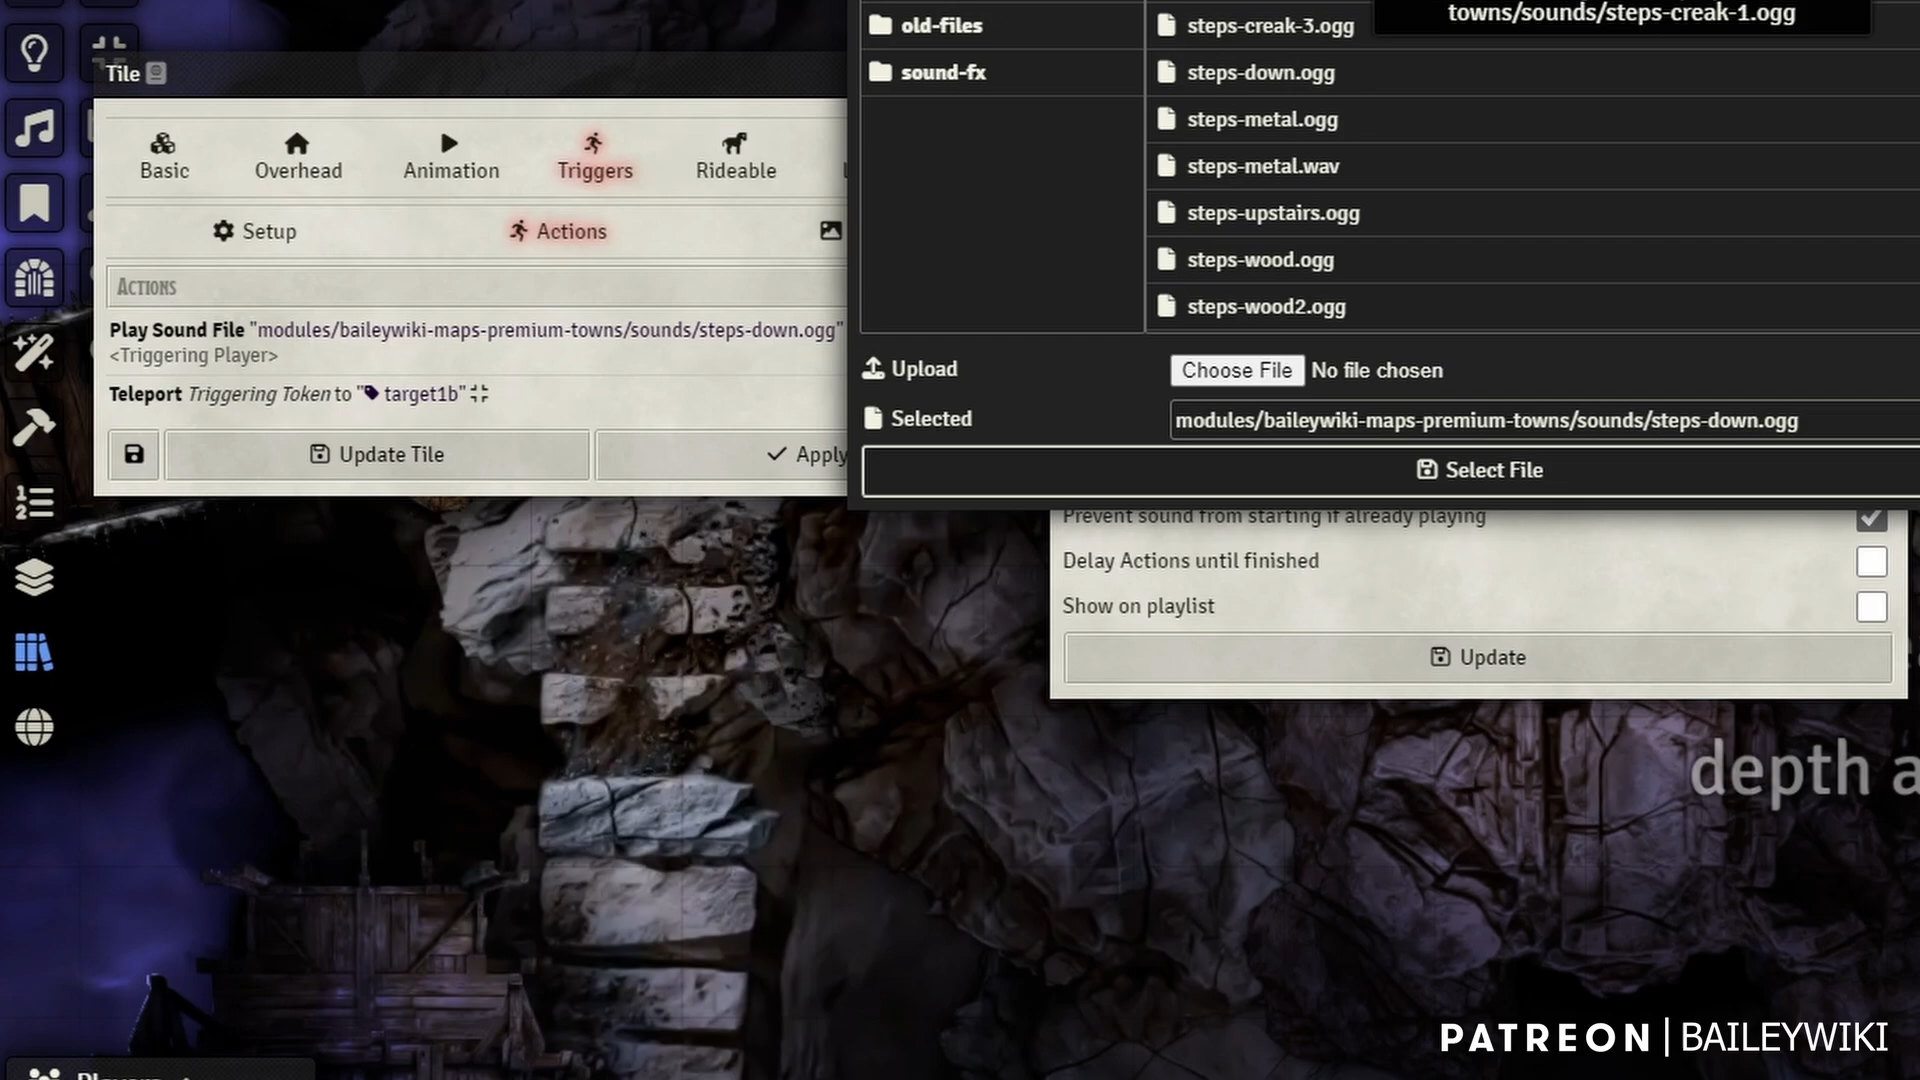 Tile
Basic
Overhead
Animation
Triggers
Rideable
Setup
Actions
ACTIONS
Play Sound File "modules/baileywiki-maps-premium-towns/sounds/steps-down.ogg"
<Triggering Player>
Teleport Triggering Token to "target1b"
Update Tile
Apply
towns/sounds/steps-creak-1.ogg
old-files
sound-fx
steps-creak-3.ogg
steps-down.ogg
steps-metal.ogg
steps-metal.wav
steps-upstairs.ogg
steps-wood.ogg
steps-wood2.ogg
Upload
Choose File No file chosen
Selected
modules/baileywiki-maps-premium-towns/sounds/steps-down.ogg
Select File
Prevent sound from starting if already playing
Delay Actions until finished
Show on playlist
Update
depth a
Players
PATREON | BAILEYWIKI